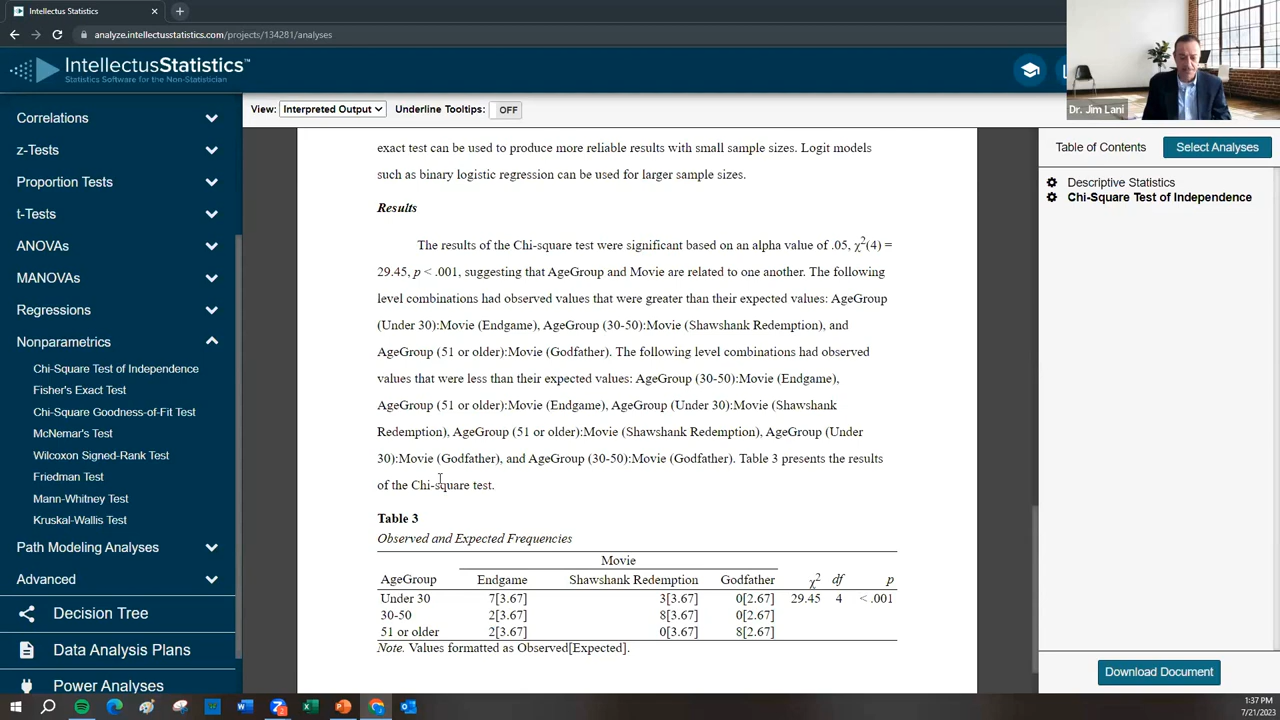 Intellectus Statistics
analyze.intellectusstatistics.com/projects/134281/analyses
IntellectusStatistics™
Statistics Software for the Non-Statistician
Dr. Jim Lani
View: Interpreted Output Underline Tooltips: OFF
Correlations
z-Tests
Proportion Tests
t-Tests
ANOVAs
MANOVAs
Regressions
Nonparametrics
Chi-Square Test of Independence
Fisher's Exact Test
Chi-Square Goodness-of-Fit Test
McNemar's Test
Wilcoxon Signed-Rank Test
Friedman Test
Mann-Whitney Test
Kruskal-Wallis Test
Path Modeling Analyses
Advanced
Decision Tree
Data Analysis Plans
Power Analyses
exact test can be used to produce more reliable results with small sample sizes. Logit models
such as binary logistic regression can be used for larger sample sizes.
Results
The results of the Chi-square test were significant based on an alpha value of .05, χ2(4) =
29.45, p < .001, suggesting that AgeGroup and Movie are related to one another. The following
level combinations had observed values that were greater than their expected values: AgeGroup
(Under 30):Movie (Endgame), AgeGroup (30-50):Movie (Shawshank Redemption), and
AgeGroup (51 or older):Movie (Godfather). The following level combinations had observed
values that were less than their expected values: AgeGroup (30-50):Movie (Endgame),
AgeGroup (51 or older):Movie (Endgame), AgeGroup (Under 30):Movie (Shawshank
Redemption), AgeGroup (51 or older):Movie (Shawshank Redemption), AgeGroup (Under
30):Movie (Godfather), and AgeGroup (30-50):Movie (Godfather). Table 3 presents the results
of the Chi-square test.
Table 3
Observed and Expected Frequencies
Movie
AgeGroup Endgame Shawshank Redemption Godfather χ2 df p
Under 30 7[3.67] 3[3.67] 0[2.67] 29.45 4 < .001
30-50 2[3.67] 8[3.67] 0[2.67]
51 or older 2[3.67] 0[3.67] 8[2.67]
Note. Values formatted as Observed[Expected].
Table of Contents Select Analyses
Descriptive Statistics
Chi-Square Test of Independence
Download Document
1:37 PM
7/21/2023